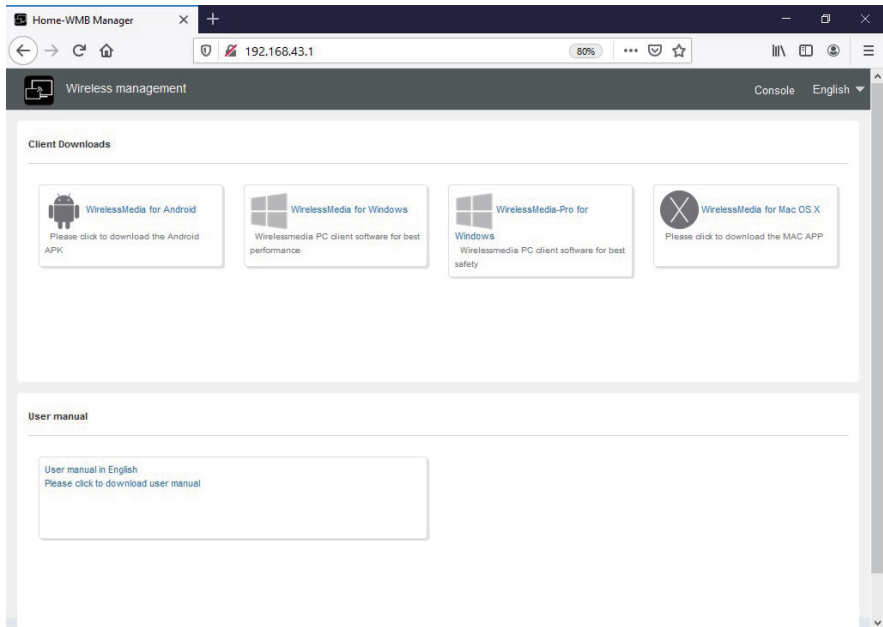 Home-WMB Manager
192.168.43.1
80%
Wireless management
Console
English
Client Downloads
WirelessMedia for Android
Please click to download the Android
APK
WirelessMedia for Windows
Wirelessmedia PC client software for best
performance
WirelessMedia-Pro for
Windows
Wirelessmedia PC client software for best
safety
WirelessMedia for Mac OS X
Please click to download the MAC APP
User manual
User manual in English
Please click to download user manual